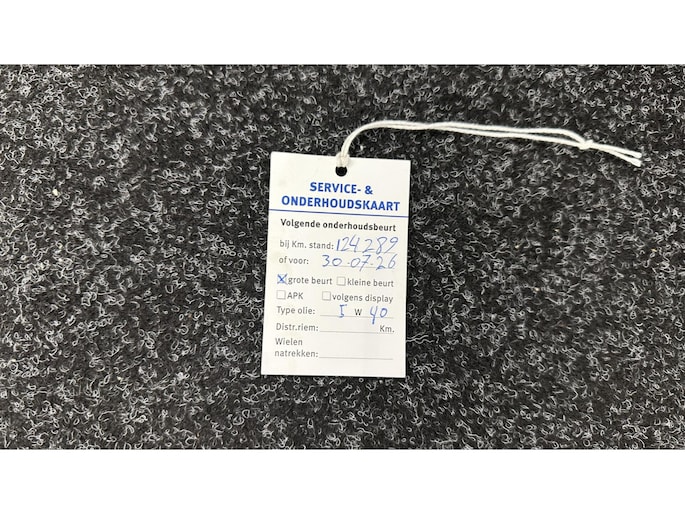 SERVICE- &
ONDERHOUDSKAART
Volgende onderhoudsbeurt
bij Km. stand: 124289
of voor: 30-07-26
☒ grote beurt ☐ kleine beurt
☐ APK ☐ volgens display
Type olie: 5 W 40
Distr.riem: Km.
Wielen
natrekken: